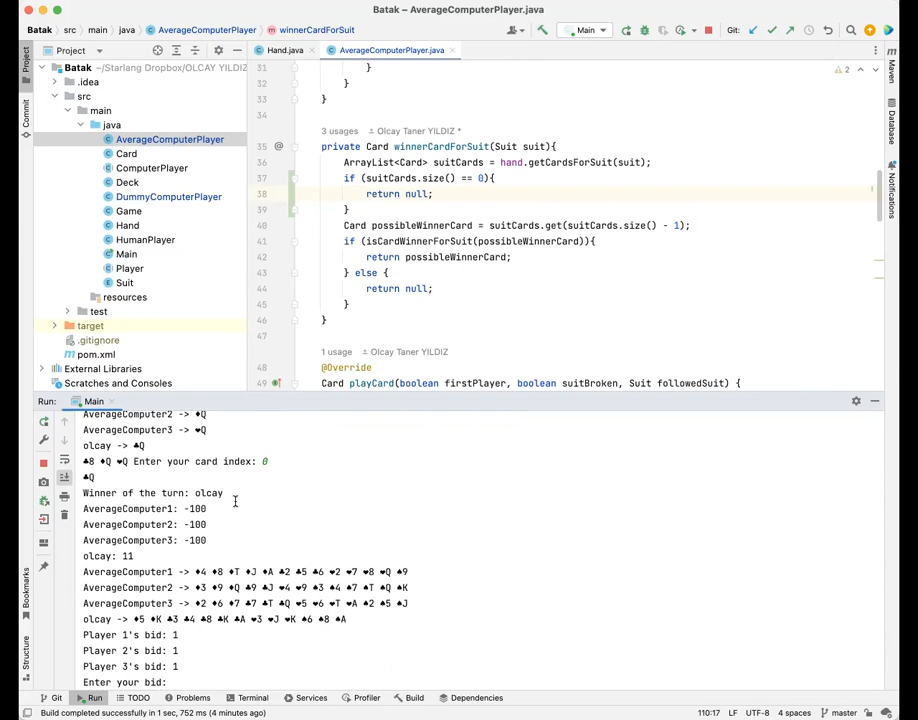 Batak – AverageComputerPlayer.java
Batak › src › main › java › AverageComputerPlayer › winnerCardForSuit
Main
Git:
Project
Hand.java
AverageComputerPlayer.java
Batak ~/Starlang Dropbox/OLCAY YILDIZ
.idea
src
main
java
AverageComputerPlayer
Card
ComputerPlayer
Deck
DummyComputerPlayer
Game
Hand
HumanPlayer
Main
Player
Suit
resources
test
target
.gitignore
pom.xml
External Libraries
Scratches and Consoles
Project
Commit
Bookmarks
Structure
Maven
Database
Notifications
2
31 }
32 }
33 }
34
3 usages Olcay Taner YILDIZ *
35 private Card winnerCardForSuit(Suit suit){
36 ArrayList<Card> suitCards = hand.getCardsForSuit(suit);
37 if (suitCards.size() == 0){
38 return null;
39 }
40 Card possibleWinnerCard = suitCards.get(suitCards.size() - 1);
41 if (isCardWinnerForSuit(possibleWinnerCard)){
42 return possibleWinnerCard;
43 } else {
44 return null;
45 }
46 }
47
1 usage Olcay Taner YILDIZ
48 @Override
49 Card playCard(boolean firstPlayer, boolean suitBroken, Suit followedSuit) {
Run: Main
AverageComputer2 -> ♦Q
AverageComputer3 -> ♥Q
olcay -> ♣Q
♣8 ♦Q ♥Q Enter your card index: 0
♣Q
Winner of the turn: olcay
AverageComputer1: -100
AverageComputer2: -100
AverageComputer3: -100
olcay: 11
AverageComputer1 -> ♦4 ♦8 ♦T ♦J ♦A ♣2 ♣5 ♣6 ♥2 ♥7 ♥8 ♥Q ♠9
AverageComputer2 -> ♦3 ♦9 ♦Q ♣9 ♣J ♥4 ♥9 ♠3 ♠4 ♠7 ♠T ♠Q ♠K
AverageComputer3 -> ♦2 ♦6 ♦7 ♣7 ♣T ♣Q ♥5 ♥6 ♥T ♥A ♠2 ♠5 ♠J
olcay -> ♦5 ♦K ♣3 ♣4 ♣8 ♣K ♣A ♥3 ♥J ♥K ♠6 ♠8 ♠A
Player 1's bid: 1
Player 2's bid: 1
Player 3's bid: 1
Enter your bid:
Git Run TODO Problems Terminal Services Profiler Build Dependencies
Build completed successfully in 1 sec, 752 ms (4 minutes ago)
110:17 LF UTF-8 4 spaces master